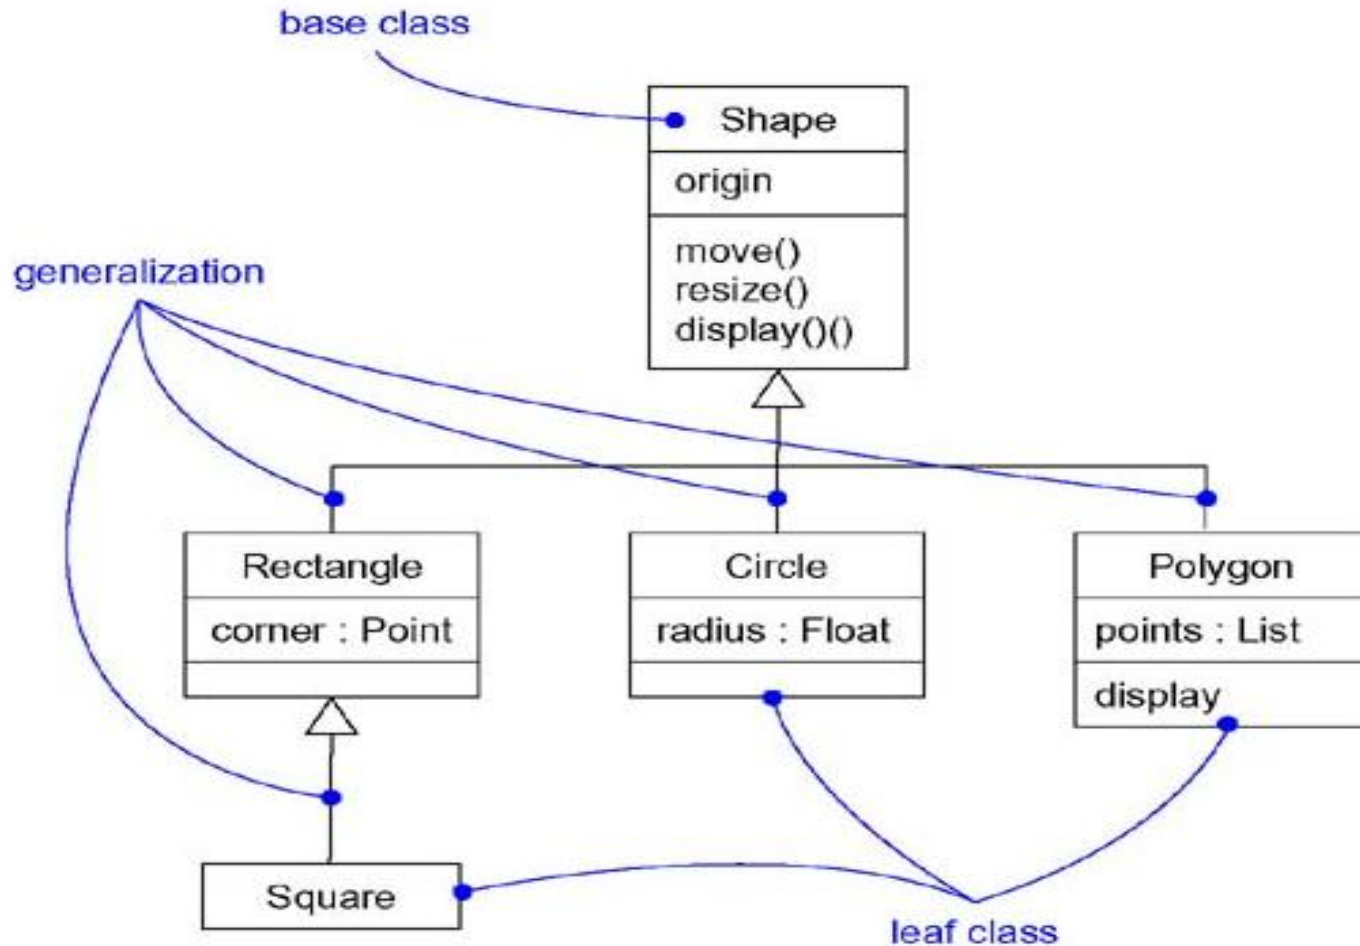 base class
Shape
origin
move()
resize()
display()()
generalization
Rectangle
corner : Point
Circle
radius : Float
Polygon
points : List
display
Square
leaf class